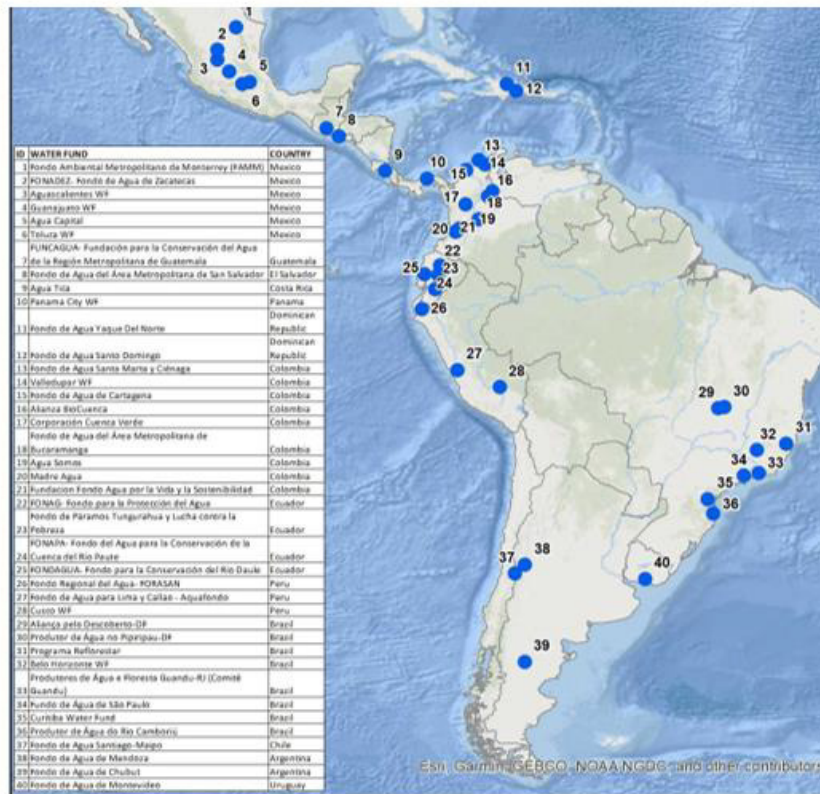 1
2
3
4
5
6
7
8
9
10
11
12
13
14
15
16
17
18
19
20
21
22
23
24
25
26
27
28
29
30
31
32
33
34
35
36
37
38
39
40
ID WATER FUND COUNTRY
1 Fondo Ambiental Metropolitano de Monterrey (FAMM) Mexico
2 FONADEZ- Fondo de Agua de Zacatecas Mexico
3 Aguascalientes WF Mexico
4 Guanajuato WF Mexico
5 Agua Capital Mexico
6 Toluca WF Mexico
FUNCAGUA- Fundación para la Conservación del Agua
7 de la Región Metropolitana de Guatemala Guatemala
8 Fondo de Agua del Área Metropolitana de San Salvador El Salvador
9 Agua Tica Costa Rica
10 Panama City WF Panama
Dominican
11 Fondo de Agua Yaque Del Norte Republic
Dominican
12 Fondo de Agua Santo Domingo Republic
13 Fondo de Agua Santa Marta y Ciénaga Colombia
14 Valledupar WF Colombia
15 Fondo de Agua de Cartagena Colombia
16 Alianza BioCuenca Colombia
17 Corporación Cuenca Verde Colombia
Fondo de Agua del Área Metropolitana de
18 Bucaramanga Colombia
19 Agua Somos Colombia
20 Madre Agua Colombia
21 Fundacion Fondo Agua por la Vida y la Sostenibilidad Colombia
22 FONAG- Fondo para la Protección del Agua Ecuador
Fondo de Páramos Tungurahua y Lucha contra la
23 Pobreza Ecuador
FONAPA- Fondo del Agua para la Conservación de la
24 Cuenca del Río Paute Ecuador
25 FONDAGUA- Fondo para la Conservación del Río Daule Ecuador
26 Fondo Regional del Agua- FORASAN Peru
27 Fondo de Agua para Lima y Callao - Aquafondo Peru
28 Cusco WF Peru
29 Aliança pelo Descoberto-DF Brazil
30 Produtor de Água no Pipiripau-DF Brazil
31 Programa Reflorestar Brazil
32 Belo Horizonte WF Brazil
Produtores de Água e Floresta Guandu-RJ (Comité
33 Guandu) Brazil
34 Fundo de Água de São Paulo Brazil
35 Curitiba Water Fund Brazil
36 Produtor de Água do Rio Camboriú Brazil
37 Fondo de Agua Santiago-Maipo Chile
38 Fondo de Agua de Mendoza Argentina
39 Fondo de Agua de Chubut Argentina
40 Fondo de Agua de Montevideo Uruguay
Esri, Garmin, GEBCO, NOAA NGDC, and other contributors